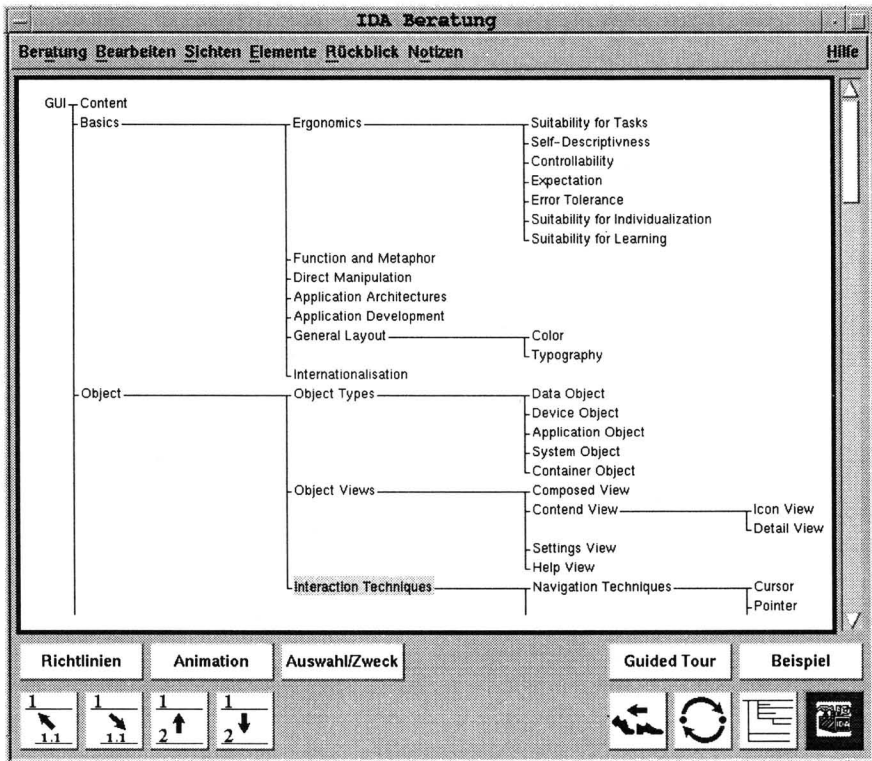 IDA Beratung
Beratung Bearbeiten Sichten Elemente Rückblick Notizen Hilfe
GUI Content
Basics Ergonomics Suitability for Tasks
Self-Descriptivness
Controllability
Expectation
Error Tolerance
Suitability for Individualization
Suitability for Learning
Function and Metaphor
Direct Manipulation
Application Architectures
Application Development
General Layout Color
Typography
Internationalisation
Object Object Types Data Object
Device Object
Application Object
System Object
Container Object
Object Views Composed View
Contend View Icon View
Detail View
Settings View
Help View
Interaction Techniques Navigation Techniques Cursor
Pointer
Richtlinien Animation Auswahl/Zweck Guided Tour Beispiel
1 1 1 1
1.1 1.1 2 2
IDA